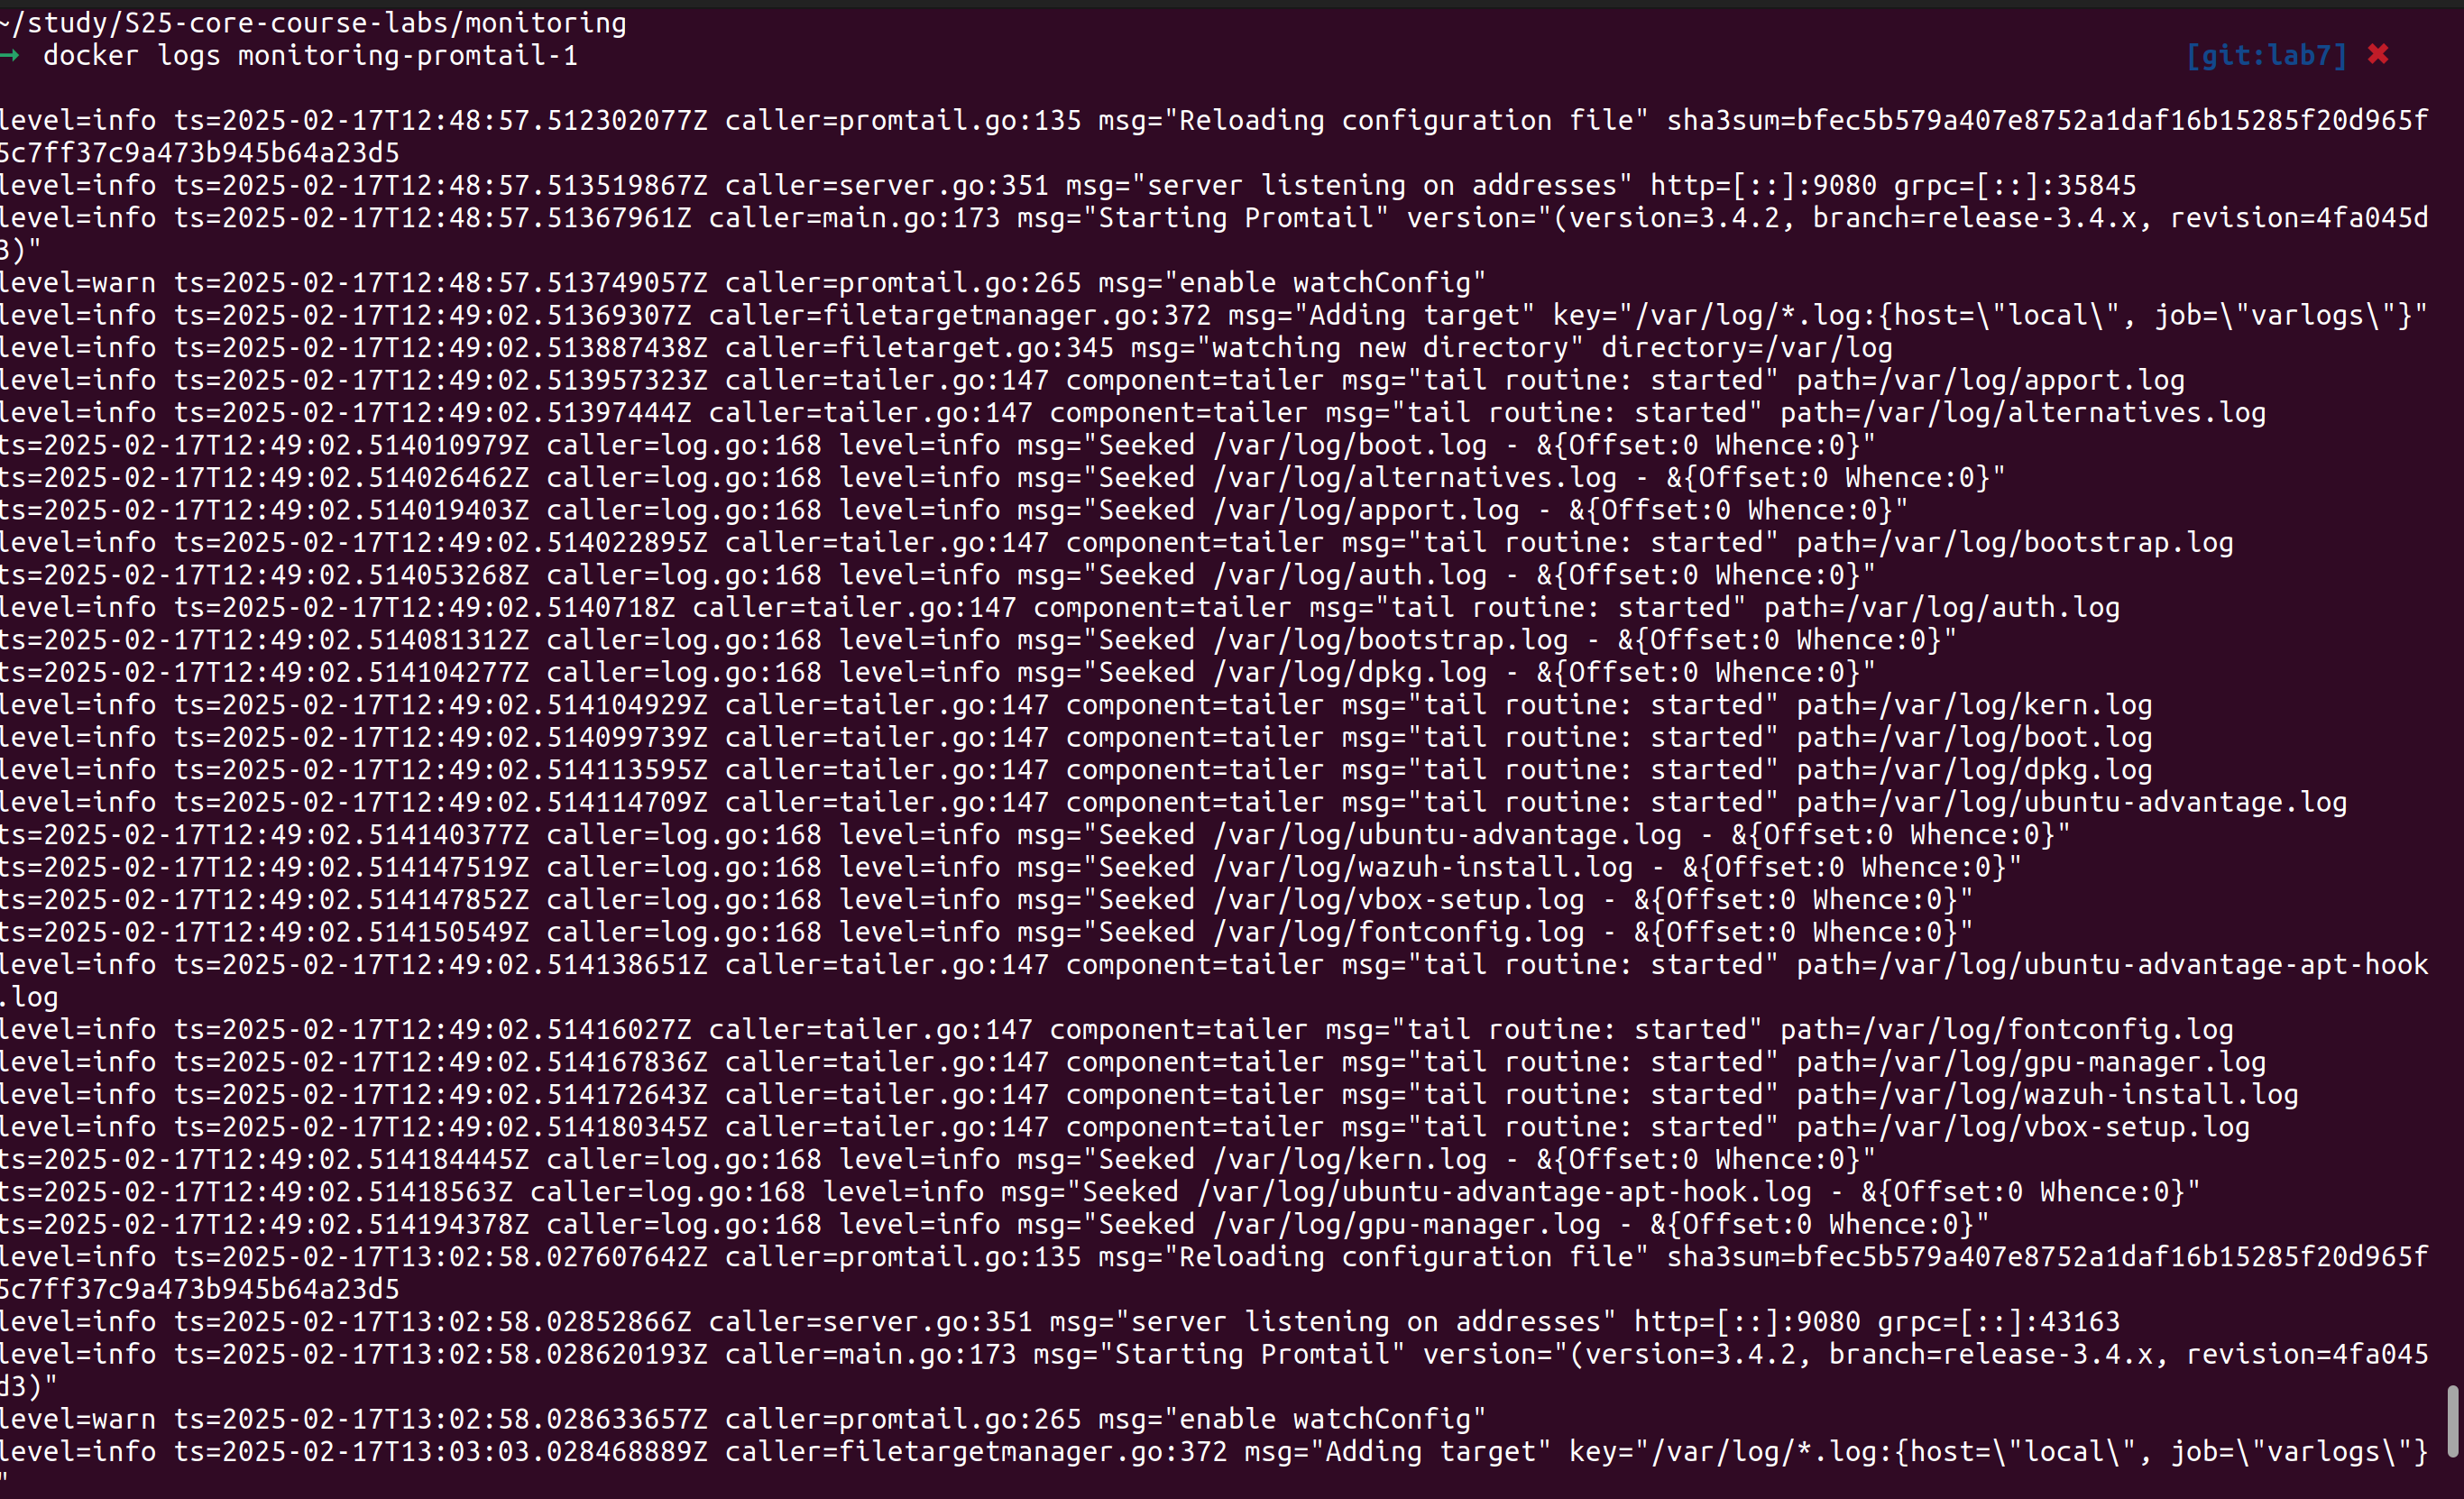 ~/study/S25-core-course-labs/monitoring
→ docker logs monitoring-promtail-1 [git:lab7] ✖
level=info ts=2025-02-17T12:48:57.512302077Z caller=promtail.go:135 msg="Reloading configuration file" sha3sum=bfec5b579a407e8752a1daf16b15285f20d965f
5c7ff37c9a473b945b64a23d5
level=info ts=2025-02-17T12:48:57.513519867Z caller=server.go:351 msg="server listening on addresses" http=[::]:9080 grpc=[::]:35845
level=info ts=2025-02-17T12:48:57.51367961Z caller=main.go:173 msg="Starting Promtail" version="(version=3.4.2, branch=release-3.4.x, revision=4fa045d
3)"
level=warn ts=2025-02-17T12:48:57.513749057Z caller=promtail.go:265 msg="enable watchConfig"
level=info ts=2025-02-17T12:49:02.51369307Z caller=filetargetmanager.go:372 msg="Adding target" key="/var/log/*.log:{host=\"local\", job=\"varlogs\"}"
level=info ts=2025-02-17T12:49:02.513887438Z caller=filetarget.go:345 msg="watching new directory" directory=/var/log
level=info ts=2025-02-17T12:49:02.513957323Z caller=tailer.go:147 component=tailer msg="tail routine: started" path=/var/log/apport.log
level=info ts=2025-02-17T12:49:02.51397444Z caller=tailer.go:147 component=tailer msg="tail routine: started" path=/var/log/alternatives.log
ts=2025-02-17T12:49:02.514010979Z caller=log.go:168 level=info msg="Seeked /var/log/boot.log - &{Offset:0 Whence:0}"
ts=2025-02-17T12:49:02.514026462Z caller=log.go:168 level=info msg="Seeked /var/log/alternatives.log - &{Offset:0 Whence:0}"
ts=2025-02-17T12:49:02.514019403Z caller=log.go:168 level=info msg="Seeked /var/log/apport.log - &{Offset:0 Whence:0}"
level=info ts=2025-02-17T12:49:02.514022895Z caller=tailer.go:147 component=tailer msg="tail routine: started" path=/var/log/bootstrap.log
ts=2025-02-17T12:49:02.514053268Z caller=log.go:168 level=info msg="Seeked /var/log/auth.log - &{Offset:0 Whence:0}"
level=info ts=2025-02-17T12:49:02.5140718Z caller=tailer.go:147 component=tailer msg="tail routine: started" path=/var/log/auth.log
ts=2025-02-17T12:49:02.514081312Z caller=log.go:168 level=info msg="Seeked /var/log/bootstrap.log - &{Offset:0 Whence:0}"
ts=2025-02-17T12:49:02.514104277Z caller=log.go:168 level=info msg="Seeked /var/log/dpkg.log - &{Offset:0 Whence:0}"
level=info ts=2025-02-17T12:49:02.514104929Z caller=tailer.go:147 component=tailer msg="tail routine: started" path=/var/log/kern.log
level=info ts=2025-02-17T12:49:02.514099739Z caller=tailer.go:147 component=tailer msg="tail routine: started" path=/var/log/boot.log
level=info ts=2025-02-17T12:49:02.514113595Z caller=tailer.go:147 component=tailer msg="tail routine: started" path=/var/log/dpkg.log
level=info ts=2025-02-17T12:49:02.514114709Z caller=tailer.go:147 component=tailer msg="tail routine: started" path=/var/log/ubuntu-advantage.log
ts=2025-02-17T12:49:02.514140377Z caller=log.go:168 level=info msg="Seeked /var/log/ubuntu-advantage.log - &{Offset:0 Whence:0}"
ts=2025-02-17T12:49:02.514147519Z caller=log.go:168 level=info msg="Seeked /var/log/wazuh-install.log - &{Offset:0 Whence:0}"
ts=2025-02-17T12:49:02.514147852Z caller=log.go:168 level=info msg="Seeked /var/log/vbox-setup.log - &{Offset:0 Whence:0}"
ts=2025-02-17T12:49:02.514150549Z caller=log.go:168 level=info msg="Seeked /var/log/fontconfig.log - &{Offset:0 Whence:0}"
level=info ts=2025-02-17T12:49:02.514138651Z caller=tailer.go:147 component=tailer msg="tail routine: started" path=/var/log/ubuntu-advantage-apt-hook
.log
level=info ts=2025-02-17T12:49:02.51416027Z caller=tailer.go:147 component=tailer msg="tail routine: started" path=/var/log/fontconfig.log
level=info ts=2025-02-17T12:49:02.514167836Z caller=tailer.go:147 component=tailer msg="tail routine: started" path=/var/log/gpu-manager.log
level=info ts=2025-02-17T12:49:02.514172643Z caller=tailer.go:147 component=tailer msg="tail routine: started" path=/var/log/wazuh-install.log
level=info ts=2025-02-17T12:49:02.514180345Z caller=tailer.go:147 component=tailer msg="tail routine: started" path=/var/log/vbox-setup.log
ts=2025-02-17T12:49:02.514184445Z caller=log.go:168 level=info msg="Seeked /var/log/kern.log - &{Offset:0 Whence:0}"
ts=2025-02-17T12:49:02.51418563Z caller=log.go:168 level=info msg="Seeked /var/log/ubuntu-advantage-apt-hook.log - &{Offset:0 Whence:0}"
ts=2025-02-17T12:49:02.514194378Z caller=log.go:168 level=info msg="Seeked /var/log/gpu-manager.log - &{Offset:0 Whence:0}"
level=info ts=2025-02-17T13:02:58.027607642Z caller=promtail.go:135 msg="Reloading configuration file" sha3sum=bfec5b579a407e8752a1daf16b15285f20d965f
5c7ff37c9a473b945b64a23d5
level=info ts=2025-02-17T13:02:58.02852866Z caller=server.go:351 msg="server listening on addresses" http=[::]:9080 grpc=[::]:43163
level=info ts=2025-02-17T13:02:58.028620193Z caller=main.go:173 msg="Starting Promtail" version="(version=3.4.2, branch=release-3.4.x, revision=4fa045
d3)"
level=warn ts=2025-02-17T13:02:58.028633657Z caller=promtail.go:265 msg="enable watchConfig"
level=info ts=2025-02-17T13:03:03.028468889Z caller=filetargetmanager.go:372 msg="Adding target" key="/var/log/*.log:{host=\"local\", job=\"varlogs\"}
"